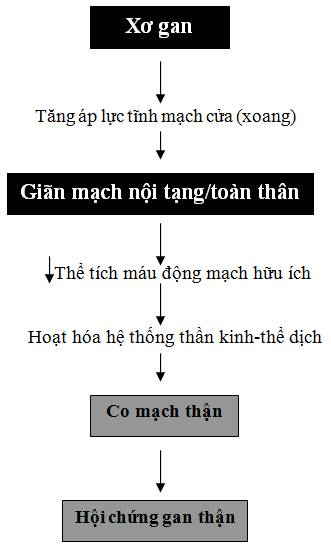 Xơ gan
Tăng áp lực tĩnh mạch cửa (xoang)
Giãn mạch nội tạng/toàn thân
Thể tích máu động mạch hữu ích
Hoạt hóa hệ thống thần kinh-thể dịch
Co mạch thận
Hội chứng gan thận